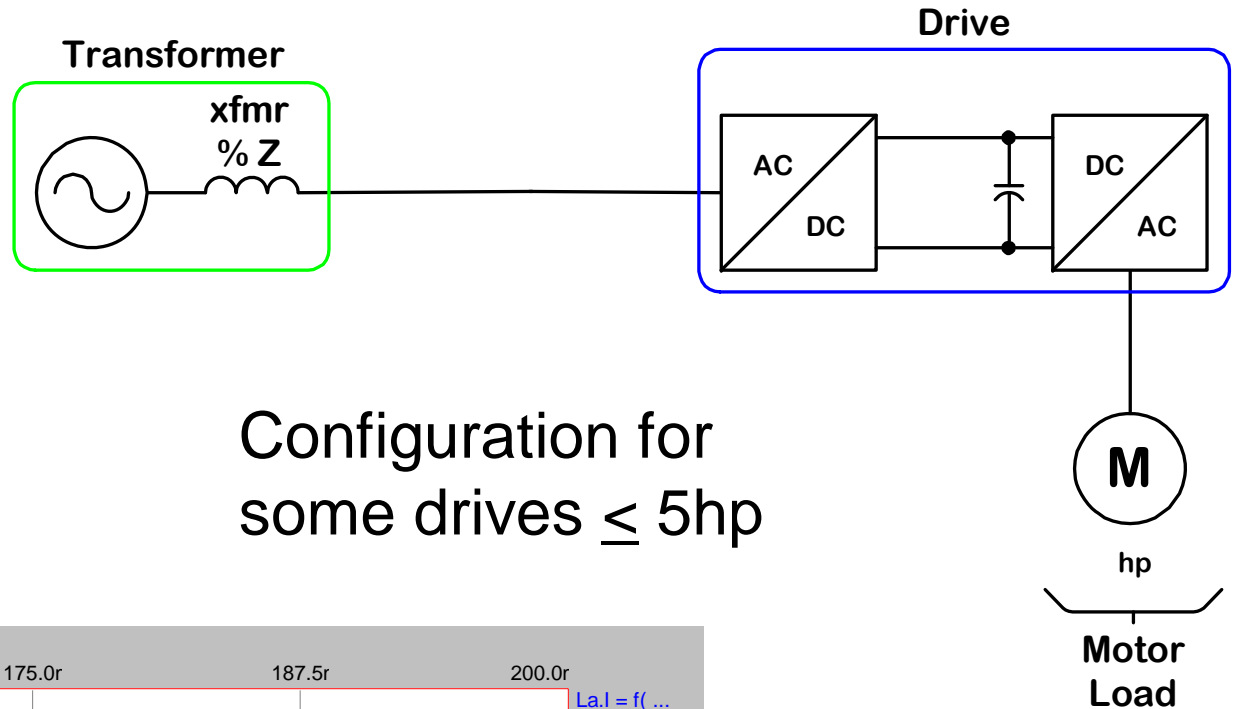 Drive
Transformer
xfmr
% Z
AC
DC
DC
AC
Configuration for
some drives ≤ 5hp
M
hp
Motor
Load
175.0r 187.5r 200.0r
La.I = f( ...